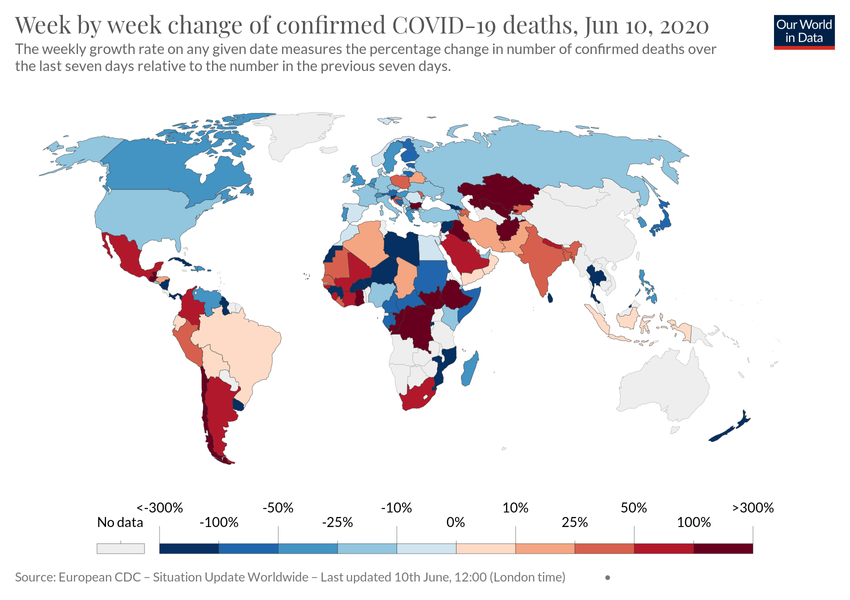 Week by week change of confirmed COVID-19 deaths, Jun 10, 2020
Our World
in Data
The weekly growth rate on any given date measures the percentage change in number of confirmed deaths over
the last seven days relative to the number in the previous seven days.
<-300% -50% -10% 10% 50% >300%
No data -100% -25% 0% 25% 100%
Source: European CDC – Situation Update Worldwide – Last updated 10th June, 12:00 (London time) •